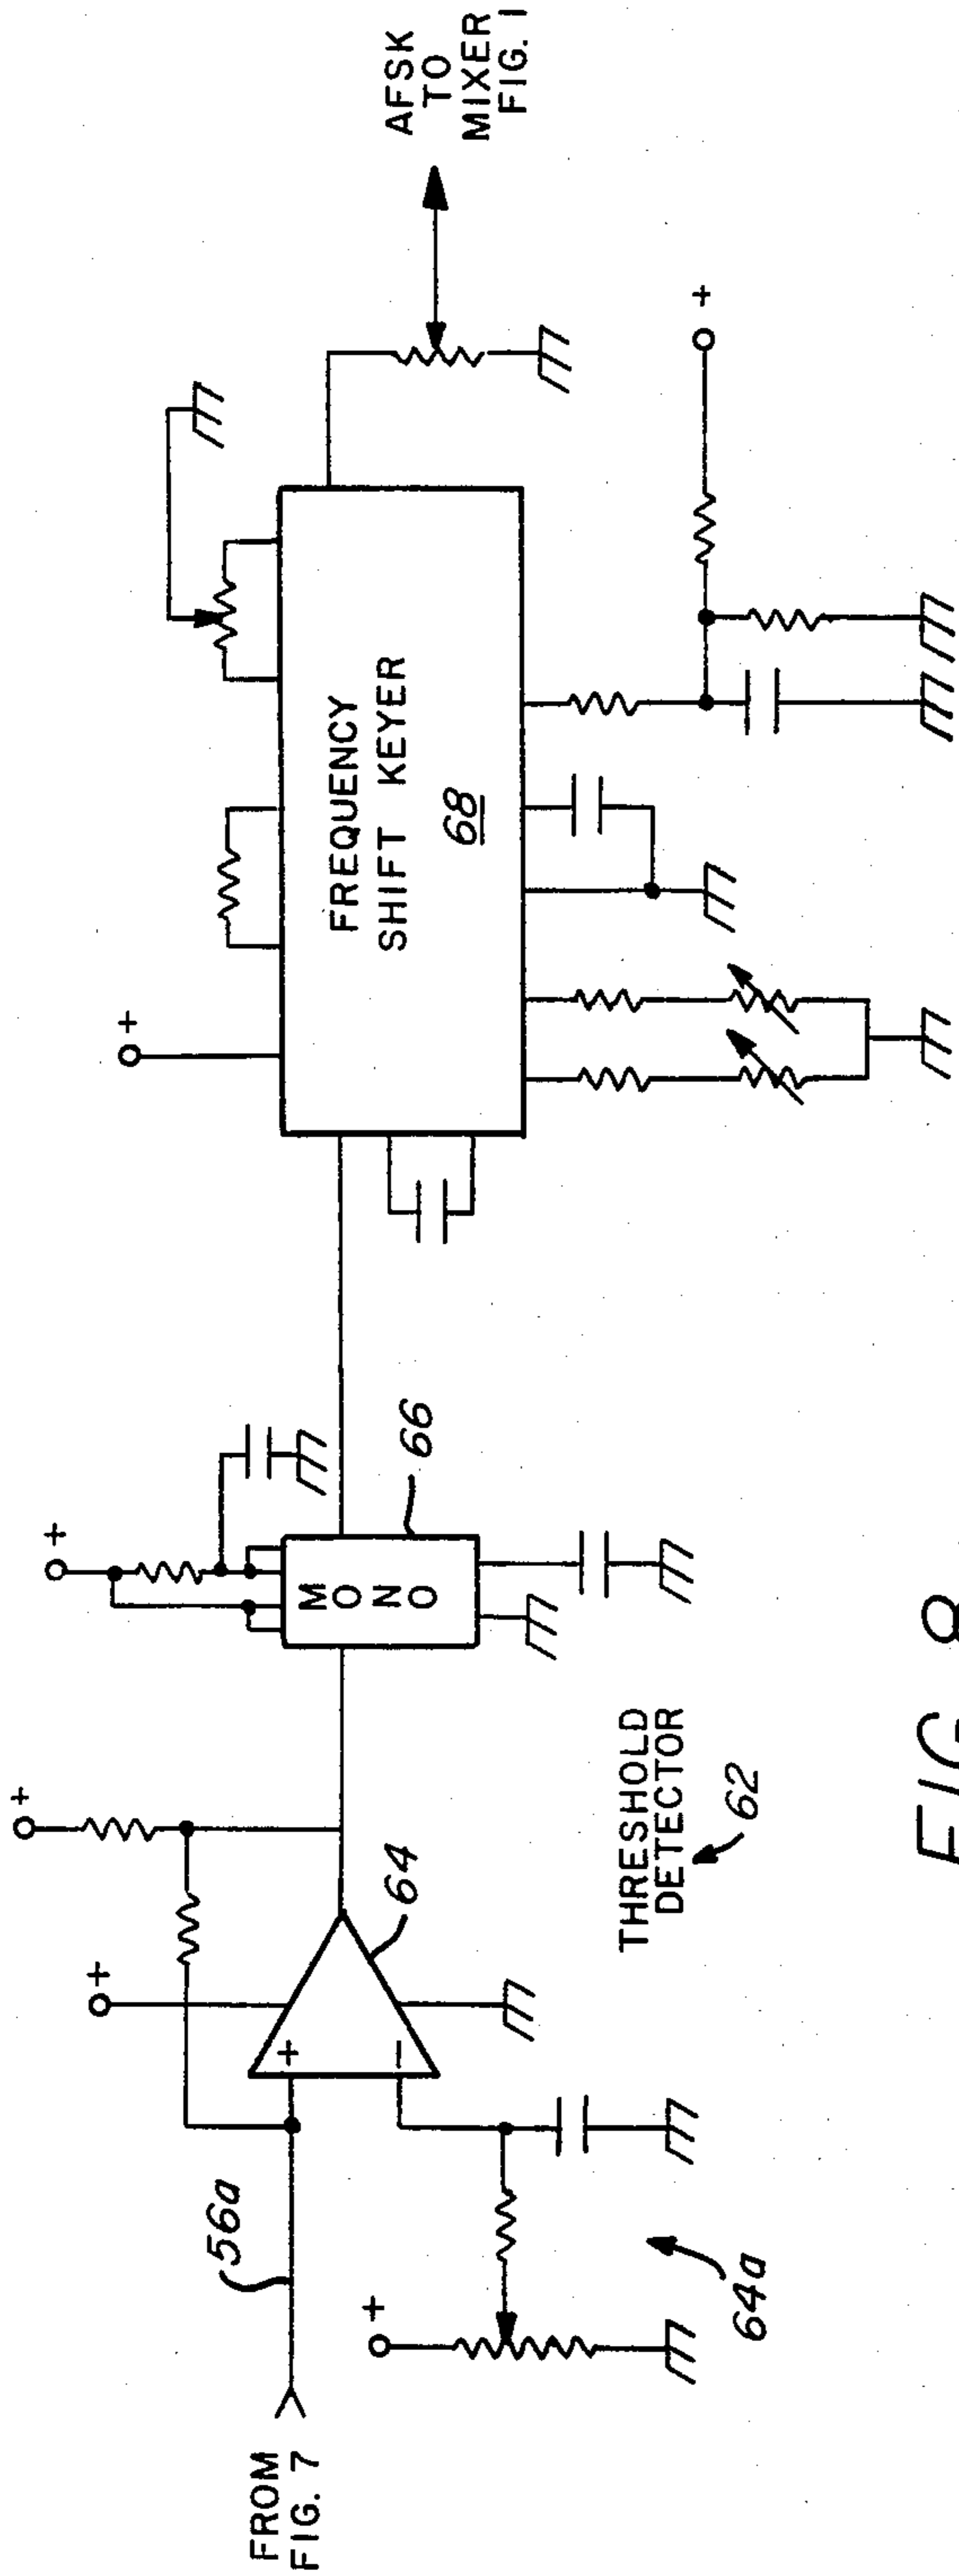 FROM
FIG. 7
56a
+
+
-
64
+
+
64a
THRESHOLD
DETECTOR
62
+
MONO
66
+
FREQUENCY
SHIFT KEYER
68
+
AFSK
TO
MIXER
FIG. 1
FIG. 8